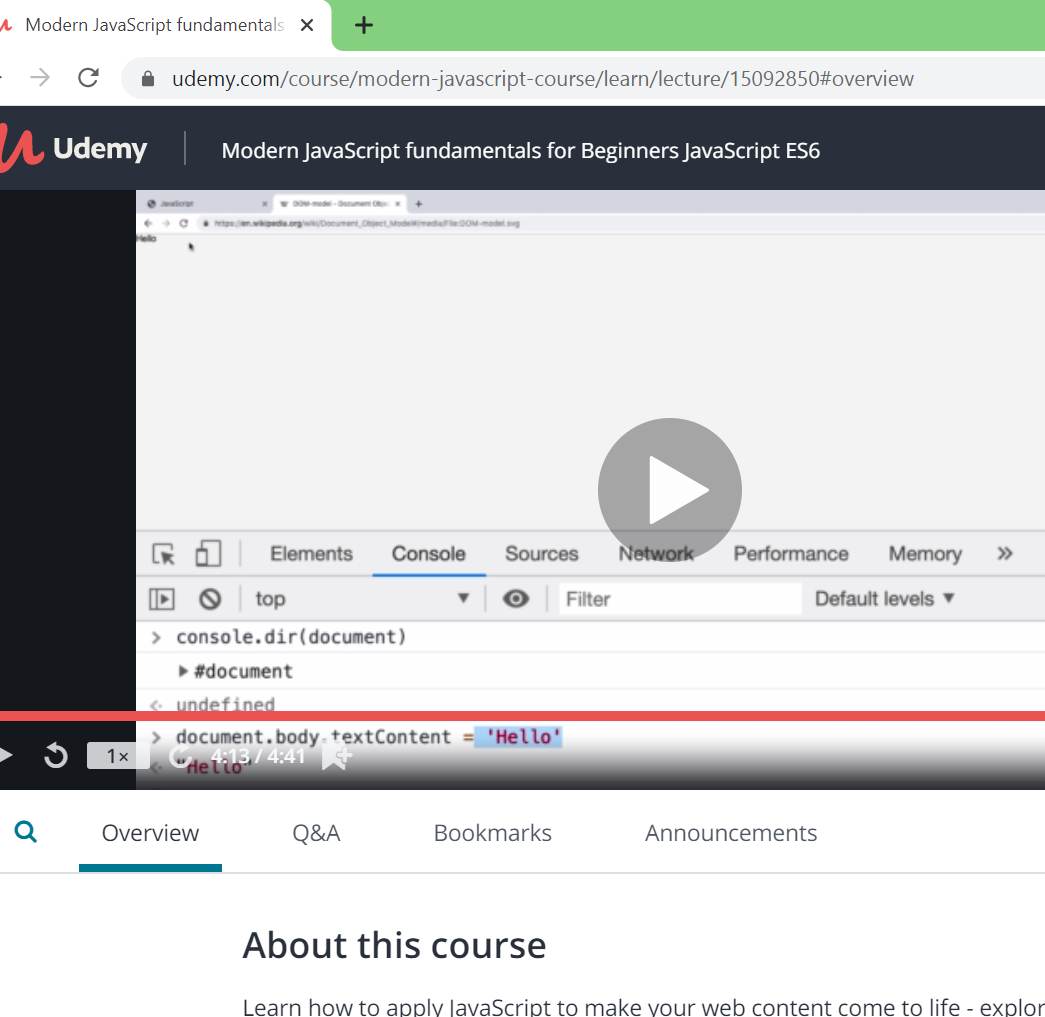 Modern JavaScript fundamentals
udemy.com/course/modern-javascript-course/learn/lecture/15092850#overview
Udemy
Modern JavaScript fundamentals for Beginners JavaScript ES6
JavaScript
DOM-model - Document Obj
https://en.wikipedia.org/wiki/Document_Object_Model#/media/File:DOM-model.svg
Hello
Elements Console Sources Network Performance Memory »
top Filter Default levels
> console.dir(document)
#document
undefined
> document.body.textContent = 'Hello'
"Hello"
1× 4:13 / 4:41
Overview Q&A Bookmarks Announcements
About this course
Learn how to apply JavaScript to make your web content come to life - explor